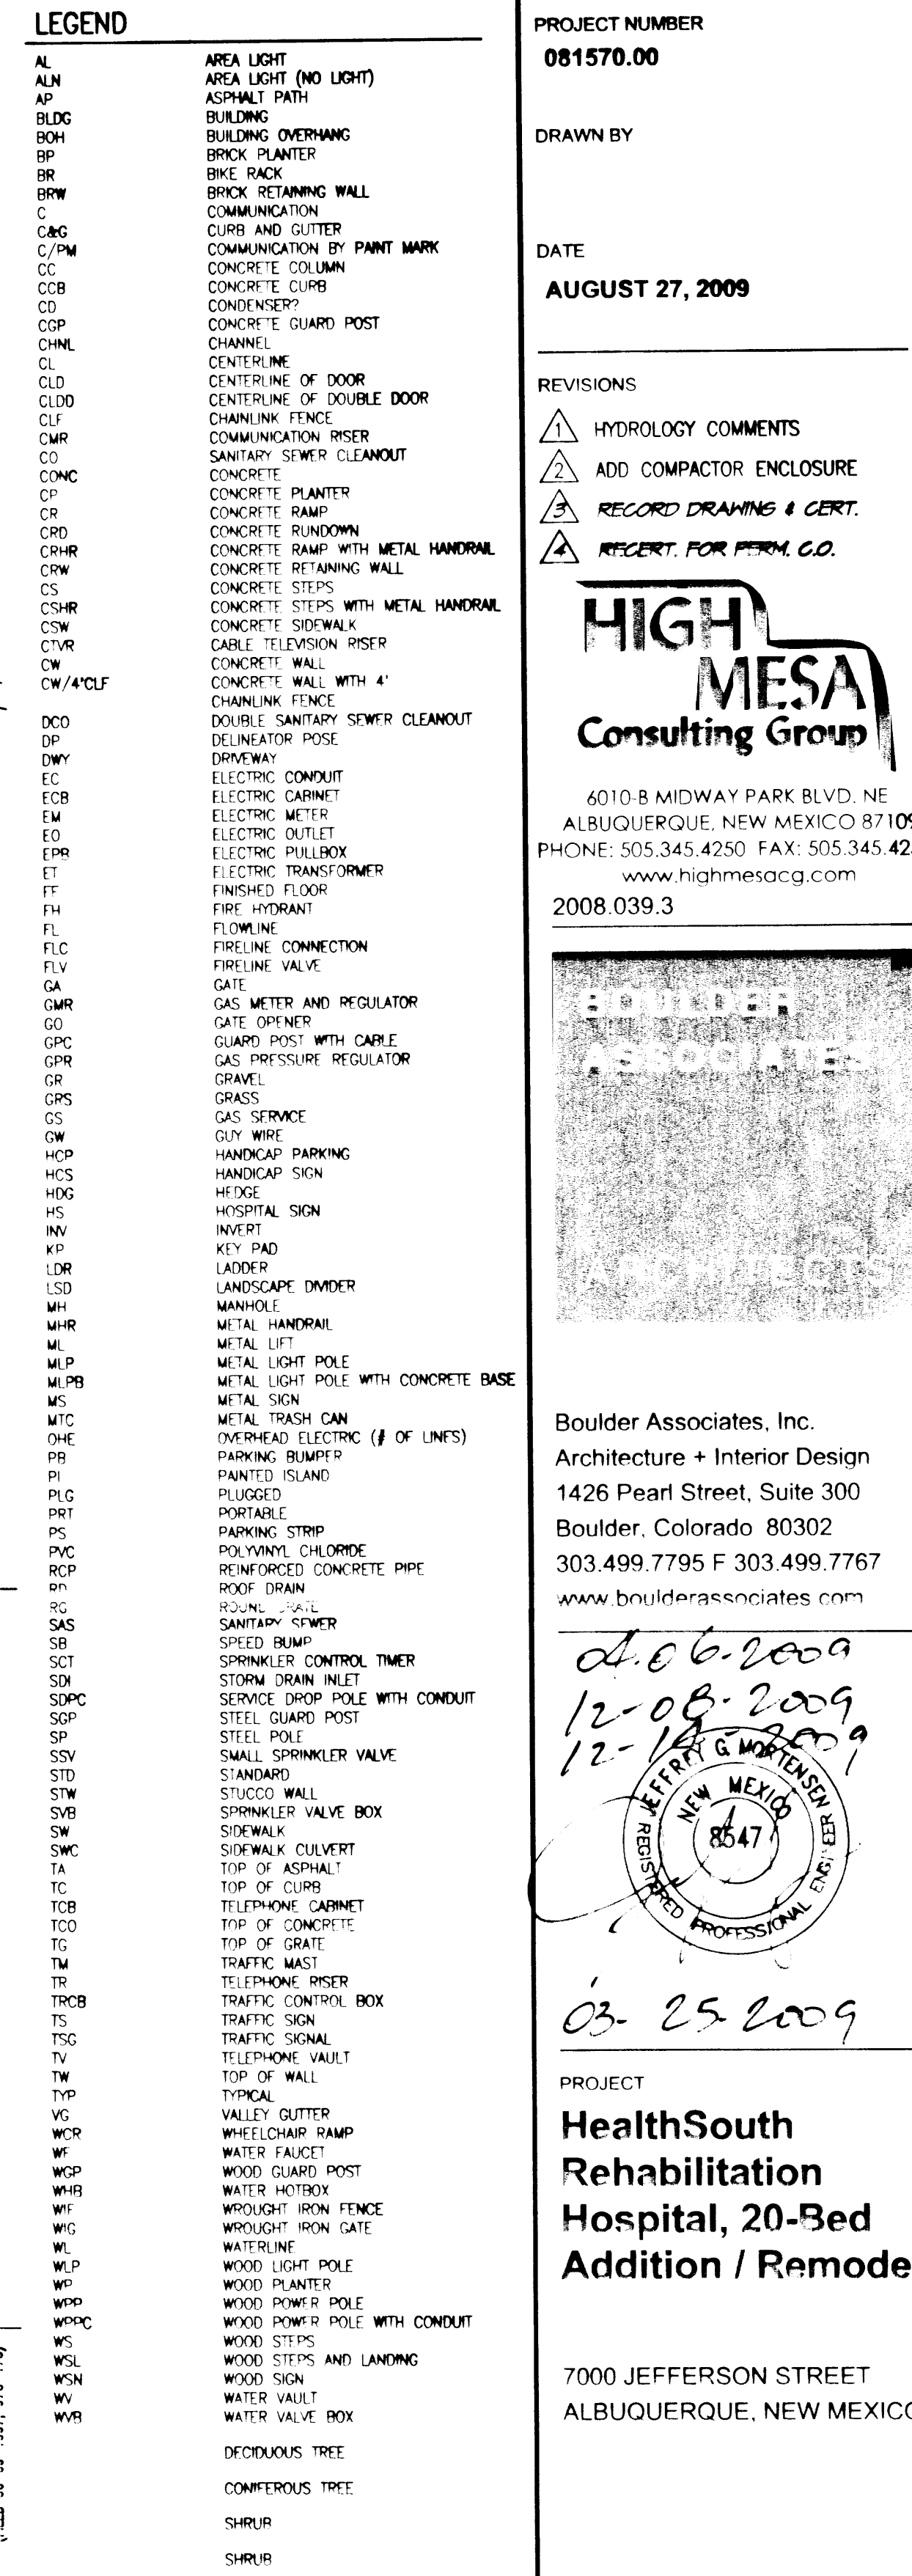 LEGEND
AL AREA LIGHT
ALN AREA LIGHT (NO LIGHT)
AP ASPHALT PATH
BLDG BUILDING
BOH BUILDING OVERHANG
BP BRICK PLANTER
BR BIKE RACK
BRW BRICK RETAINING WALL
C COMMUNICATION
C&G CURB AND GUTTER
C/PM COMMUNICATION BY PAINT MARK
CC CONCRETE COLUMN
CCB CONCRETE CURB
CD CONDENSER?
CGP CONCRETE GUARD POST
CHNL CHANNEL
CL CENTERLINE
CLD CENTERLINE OF DOOR
CLDD CENTERLINE OF DOUBLE DOOR
CLF CHAINLINK FENCE
CMR COMMUNICATION RISER
CO SANITARY SEWER CLEANOUT
CONC CONCRETE
CP CONCRETE PLANTER
CR CONCRETE RAMP
CRD CONCRETE RUNDOWN
CRHR CONCRETE RAMP WITH METAL HANDRAIL
CRW CONCRETE RETAINING WALL
CS CONCRETE STEPS
CSHR CONCRETE STEPS WITH METAL HANDRAIL
CSW CONCRETE SIDEWALK
CTVR CABLE TELEVISION RISER
CW CONCRETE WALL
CW/4'CLF CONCRETE WALL WITH 4'
CHAINLINK FENCE
DCO DOUBLE SANITARY SEWER CLEANOUT
DP DELINEATOR POSE
DWY DRIVEWAY
EC ELECTRIC CONDUIT
ECB ELECTRIC CABINET
EM ELECTRIC METER
EO ELECTRIC OUTLET
EPB ELECTRIC PULLBOX
ET ELECTRIC TRANSFORMER
FF FINISHED FLOOR
FH FIRE HYDRANT
FL FLOWLINE
FLC FIRELINE CONNECTION
FLV FIRELINE VALVE
GA GATE
GMR GAS METER AND REGULATOR
GO GATE OPENER
GPC GUARD POST WITH CABLE
GPR GAS PRESSURE REGULATOR
GR GRAVEL
GRS GRASS
GS GAS SERVICE
GW GUY WIRE
HCP HANDICAP PARKING
HCS HANDICAP SIGN
HDG HEDGE
HS HOSPITAL SIGN
INV INVERT
KP KEY PAD
LDR LADDER
LSD LANDSCAPE DIVIDER
MH MANHOLE
MHR METAL HANDRAIL
ML METAL LIFT
MLP METAL LIGHT POLE
MLPB METAL LIGHT POLE WITH CONCRETE BASE
MS METAL SIGN
MTC METAL TRASH CAN
OHE OVERHEAD ELECTRIC (# OF LINES)
PB PARKING BUMPER
PI PAINTED ISLAND
PLG PLUGGED
PRT PORTABLE
PS PARKING STRIP
PVC POLYVINYL CHLORIDE
RCP REINFORCED CONCRETE PIPE
RD ROOF DRAIN
RG ROUND GRATE
SAS SANITARY SEWER
SB SPEED BUMP
SCT SPRINKLER CONTROL TIMER
SDI STORM DRAIN INLET
SDPC SERVICE DROP POLE WITH CONDUIT
SGP STEEL GUARD POST
SP STEEL POLE
SSV SMALL SPRINKLER VALVE
STD STANDARD
STW STUCCO WALL
SVB SPRINKLER VALVE BOX
SW SIDEWALK
SWC SIDEWALK CULVERT
TA TOP OF ASPHALT
TC TOP OF CURB
TCB TELEPHONE CABINET
TCO TOP OF CONCRETE
TG TOP OF GRATE
TM TRAFFIC MAST
TR TELEPHONE RISER
TRCB TRAFFIC CONTROL BOX
TS TRAFFIC SIGN
TSG TRAFFIC SIGNAL
TV TELEPHONE VAULT
TW TOP OF WALL
TYP TYPICAL
VG VALLEY GUTTER
WCR WHEELCHAIR RAMP
WF WATER FAUCET
WGP WOOD GUARD POST
WHB WATER HOTBOX
WIF WROUGHT IRON FENCE
WIG WROUGHT IRON GATE
WL WATERLINE
WLP WOOD LIGHT POLE
WP WOOD PLANTER
WPP WOOD POWER POLE
WPPC WOOD POWER POLE WITH CONDUIT
WS WOOD STEPS
WSL WOOD STEPS AND LANDING
WSN WOOD SIGN
WV WATER VAULT
WVB WATER VALVE BOX
DECIDUOUS TREE
CONIFEROUS TREE
SHRUB
SHRUB
PROJECT NUMBER
081570.00
DRAWN BY
DATE
AUGUST 27, 2009
REVISIONS
1 HYDROLOGY COMMENTS
2 ADD COMPACTOR ENCLOSURE
3 RECORD DRAWING & CERT.
4 RECERT. FOR PERM. C.O.
HIGH
MESA
Consulting Group
6010-B MIDWAY PARK BLVD. NE
ALBUQUERQUE, NEW MEXICO 87109
PHONE: 505.345.4250 FAX: 505.345.42
www.highmesacg.com
2008.039.3
BOULDER
ASSOCIATES
ARCHITECTS
Boulder Associates, Inc.
Architecture + Interior Design
1426 Pearl Street, Suite 300
Boulder, Colorado 80302
303.499.7795 F 303.499.7767
www.boulderassociates.com
06-2009
12-08-2009
12- 2009
JEFFREY G. MORTENSEN
NEW MEXICO
8547
REGISTERED PROFESSIONAL ENGINEER
03-25-2009
PROJECT
HealthSouth
Rehabilitation
Hospital, 20-Bed
Addition / Remode
7000 JEFFERSON STREET
ALBUQUERQUE, NEW MEXICO